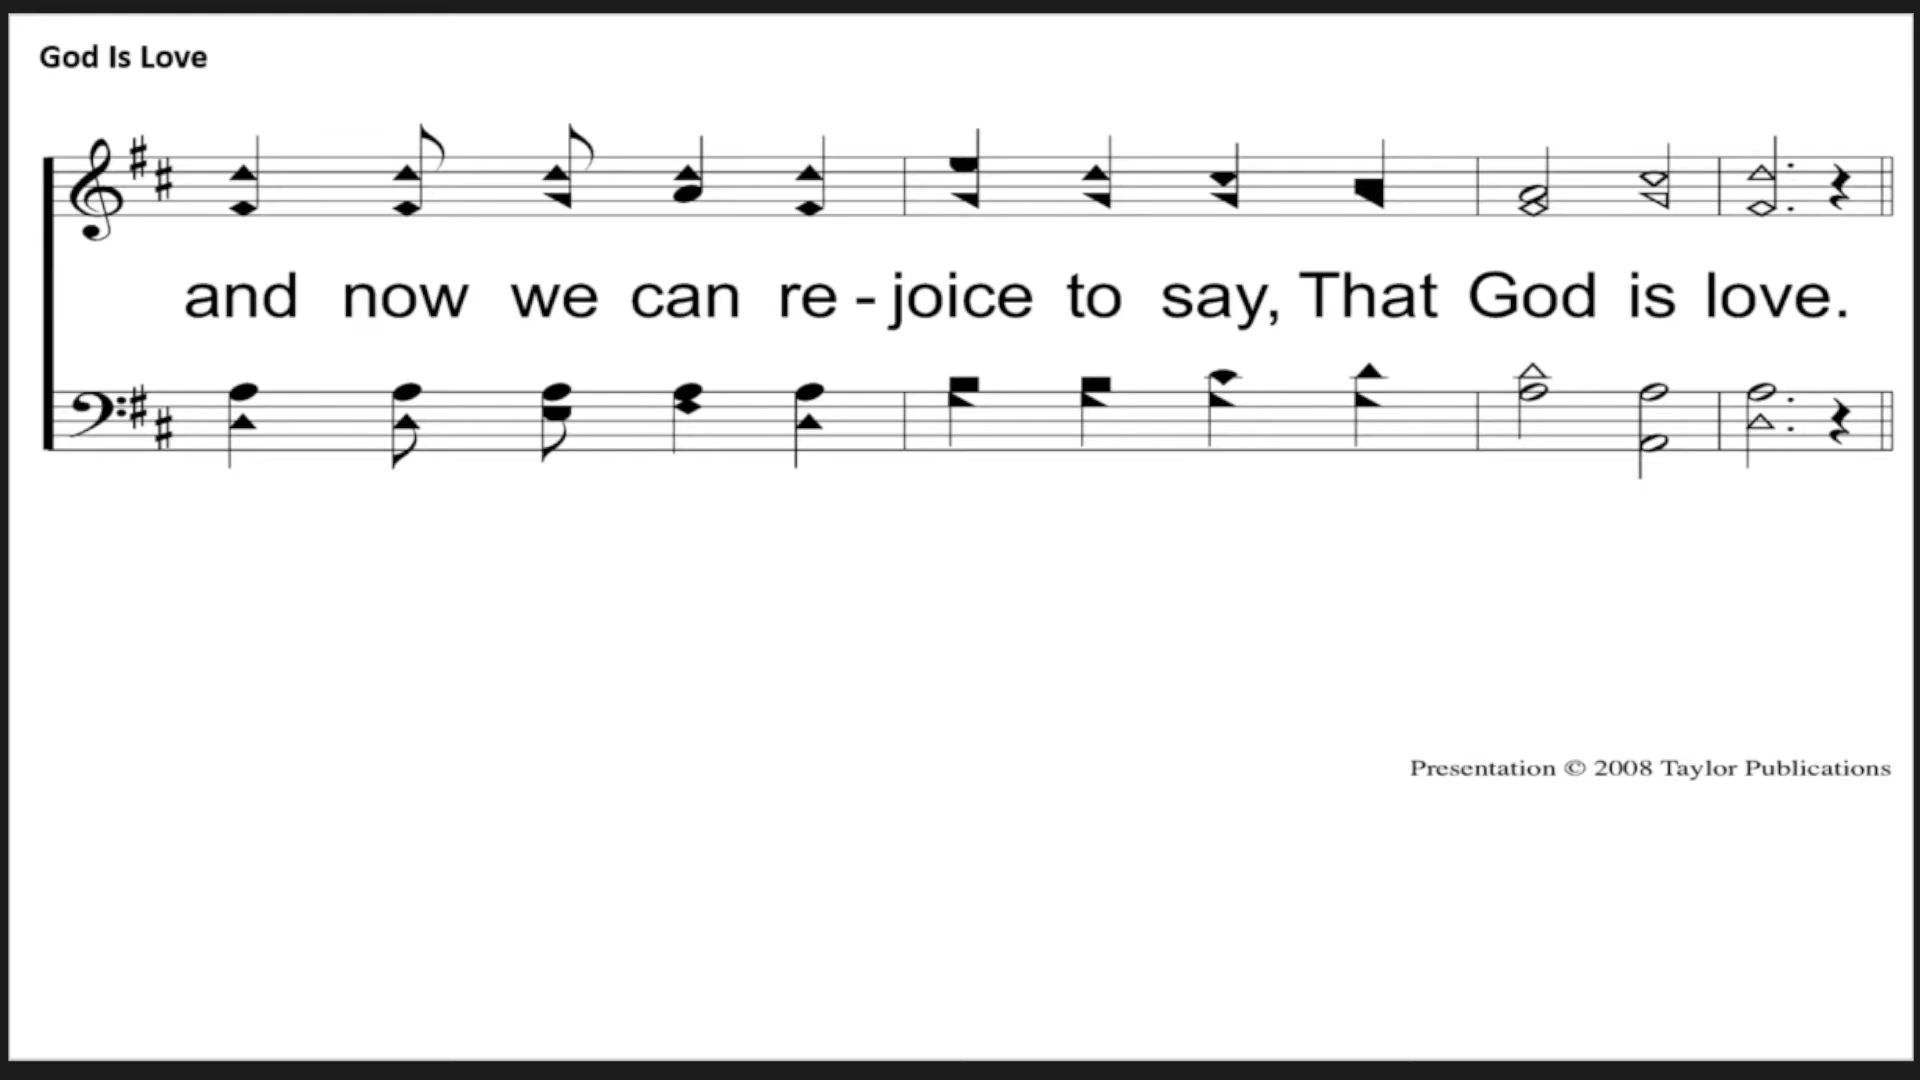 God Is Love
and now we can re - joice to say, That God is love.
Presentation © 2008 Taylor Publications